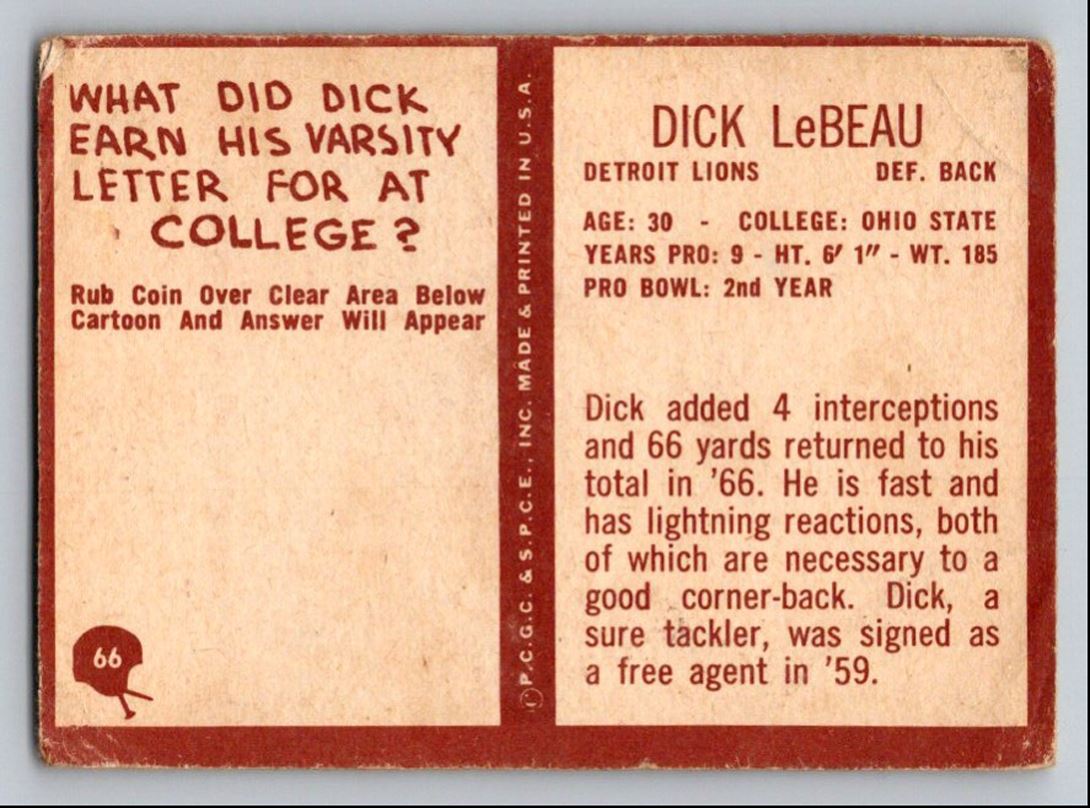 WHAT DID DICK
EARN HIS VARSITY
LETTER FOR AT
COLLEGE?
Rub Coin Over Clear Area Below
Cartoon And Answer Will Appear
66
©P.C.G.C. & S.P.C.E., INC. MADE & PRINTED IN U.S.A.
DICK LeBEAU
DETROIT LIONS DEF. BACK
AGE: 30 - COLLEGE: OHIO STATE
YEARS PRO: 9 - HT. 6' 1" - WT. 185
PRO BOWL: 2nd YEAR
Dick added 4 interceptions
and 66 yards returned to his
total in '66. He is fast and
has lightning reactions, both
of which are necessary to a
good corner-back. Dick, a
sure tackler, was signed as
a free agent in '59.